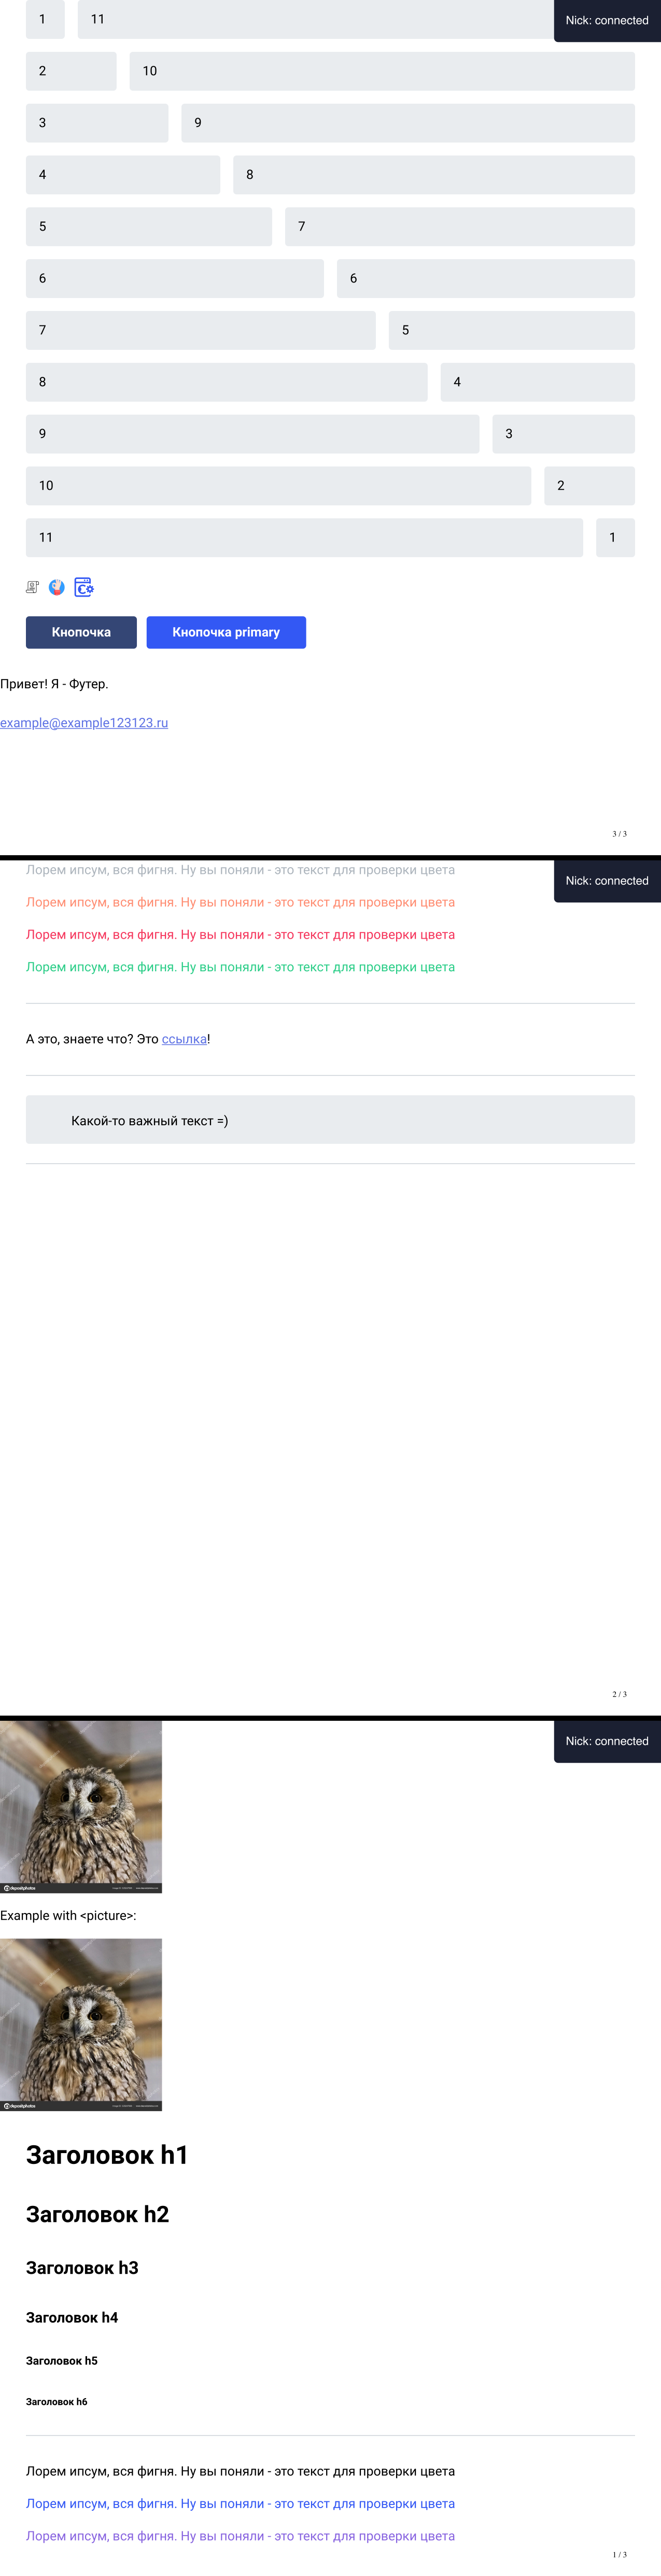 1 11
Nick: connected
2 10
3 9
4 8
5 7
6 6
7 5
8 4
9 3
10 2
11 1
Кнопочка Кнопочка primary
Привет! Я - Футер.
example@example123123.ru
3 / 3
Лорем ипсум, вся фигня. Ну вы поняли - это текст для проверки цвета
Nick: connected
Лорем ипсум, вся фигня. Ну вы поняли - это текст для проверки цвета
Лорем ипсум, вся фигня. Ну вы поняли - это текст для проверки цвета
Лорем ипсум, вся фигня. Ну вы поняли - это текст для проверки цвета
А это, знаете что? Это ссылка!
Какой-то важный текст =)
2 / 3
Nick: connected
depositphotos
Example with <picture>:
depositphotos
Заголовок h1
Заголовок h2
Заголовок h3
Заголовок h4
Заголовок h5
Заголовок h6
Лорем ипсум, вся фигня. Ну вы поняли - это текст для проверки цвета
Лорем ипсум, вся фигня. Ну вы поняли - это текст для проверки цвета
Лорем ипсум, вся фигня. Ну вы поняли - это текст для проверки цвета
1 / 3